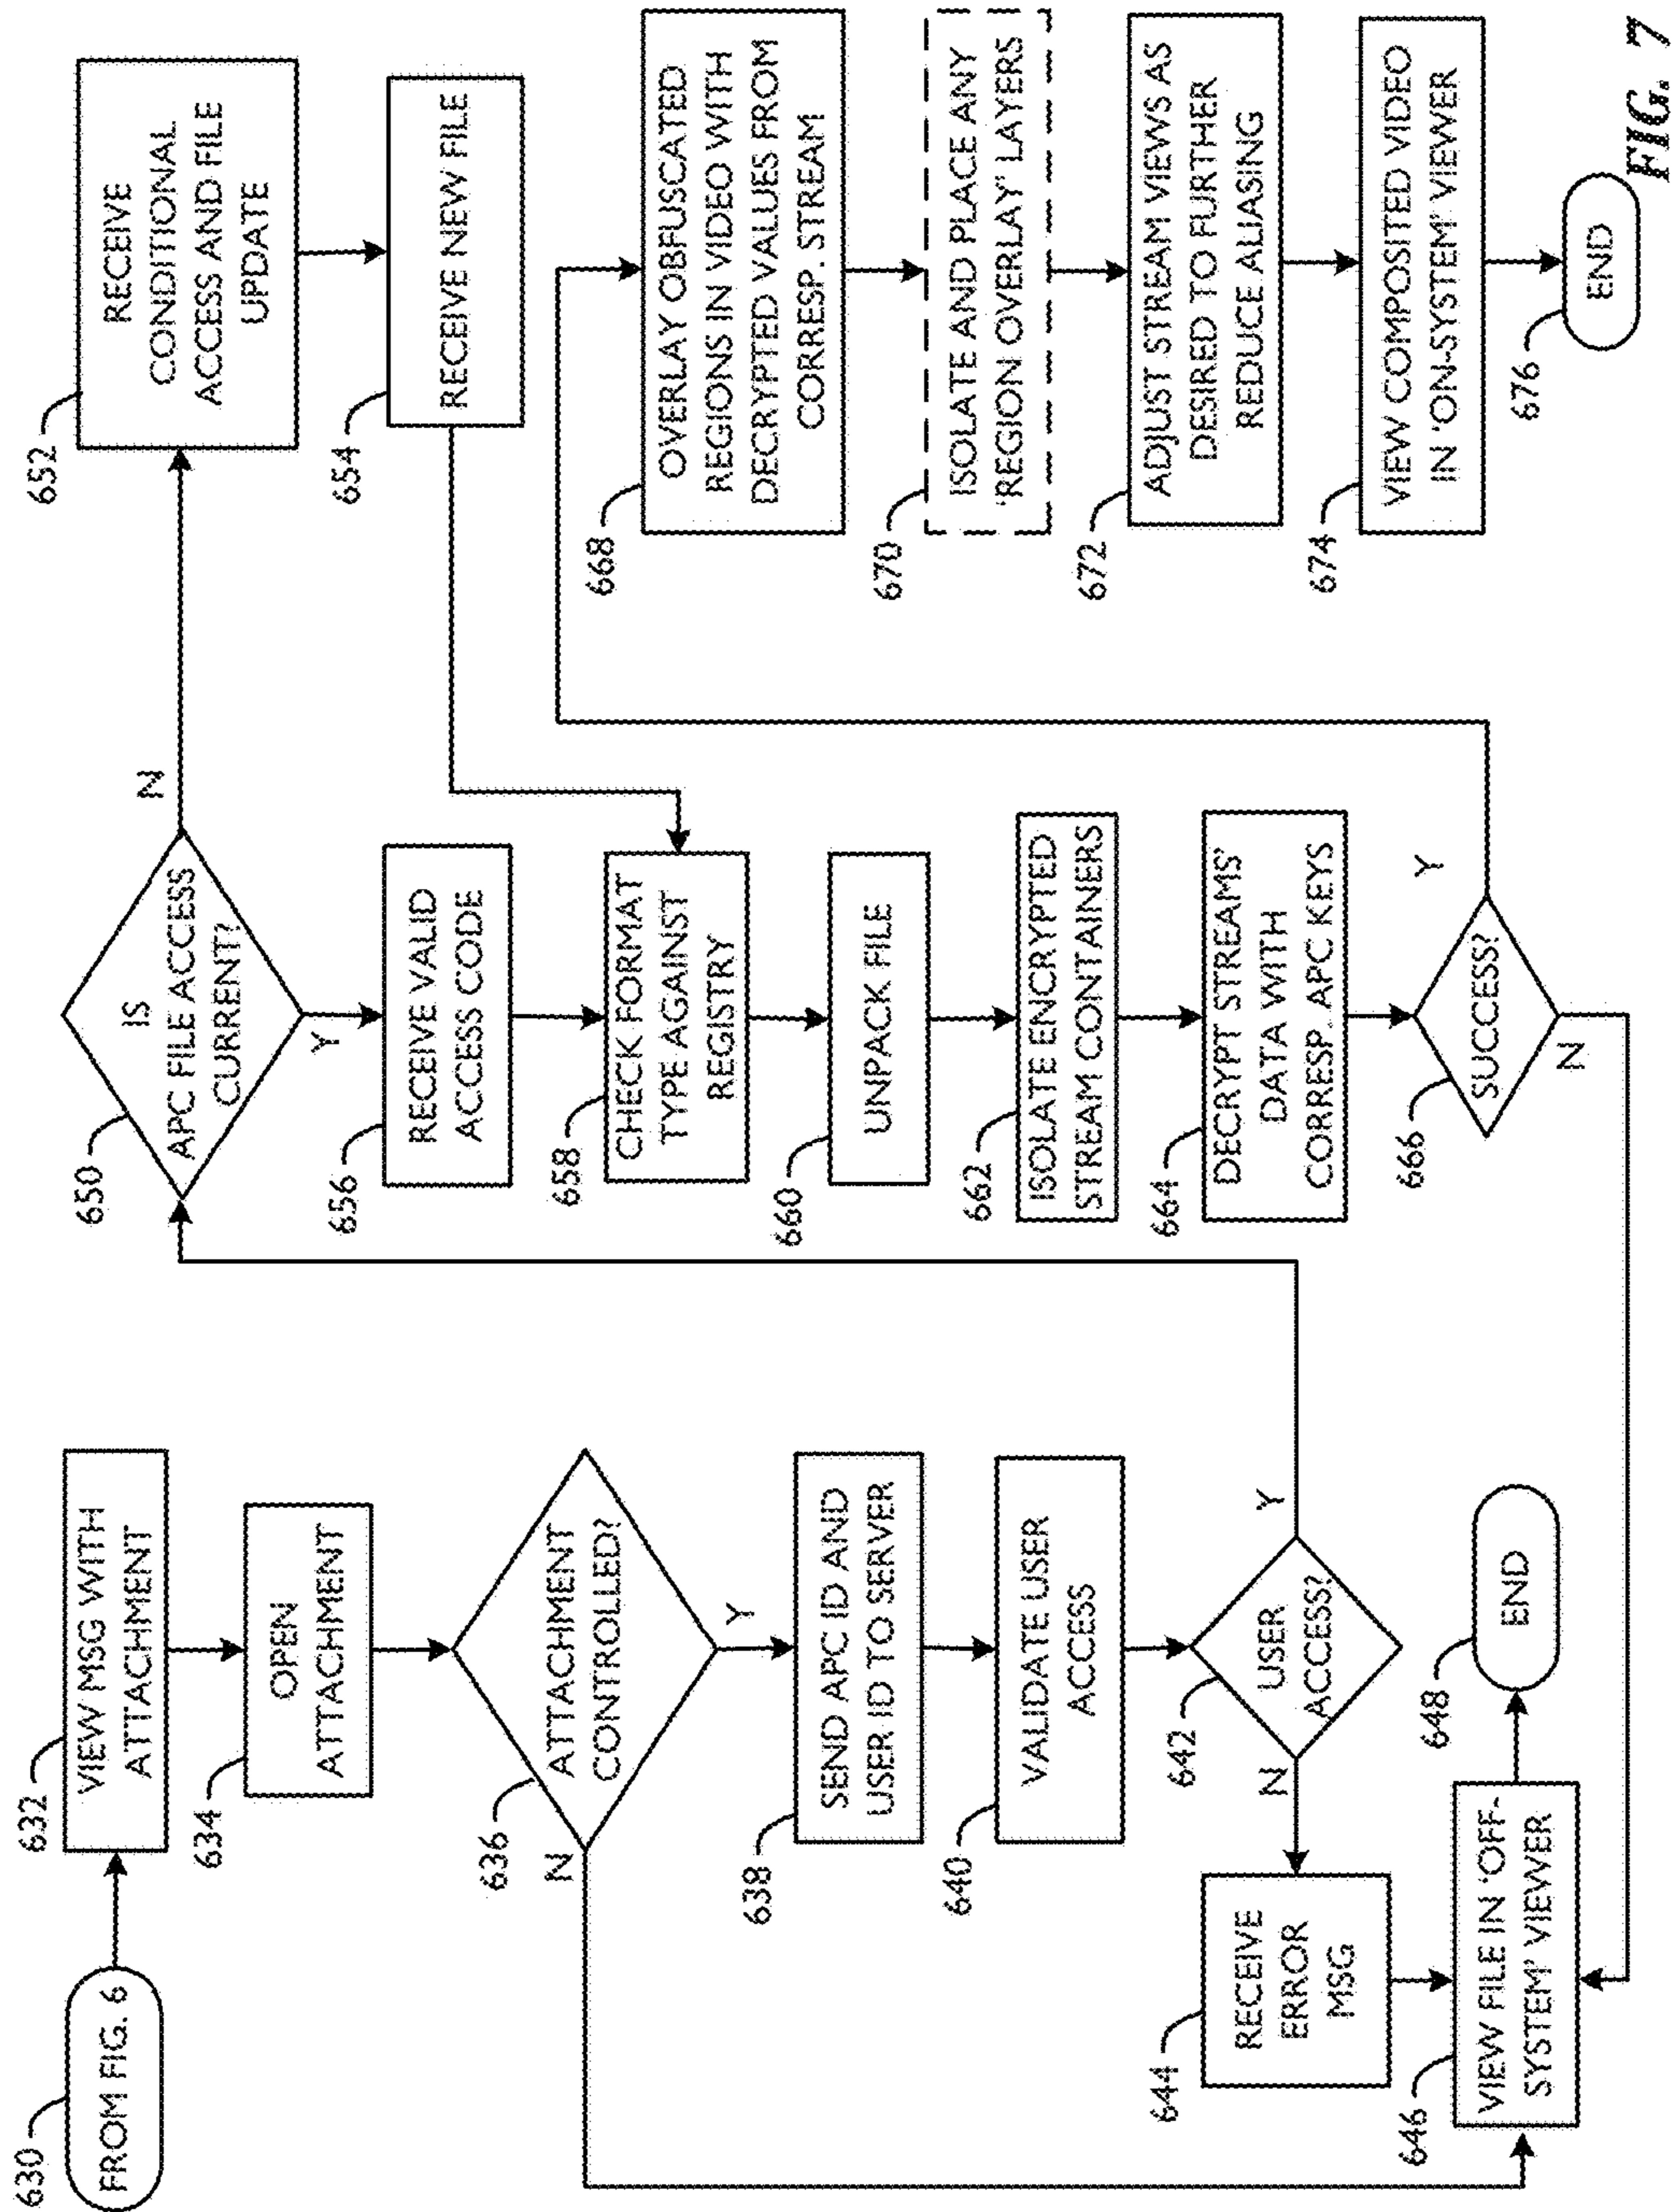 630
FROM FIG. 6
632
VIEW MSG WITH
ATTACHMENT
634
OPEN
ATTACHMENT
636
ATTACHMENT
CONTROLLED?
N
Y
638
SEND APC ID AND
USER ID TO SERVER
640
VALIDATE USER
ACCESS
642
USER
ACCESS?
N
Y
644
RECEIVE
ERROR
MSG
646
VIEW FILE IN 'OFF-
SYSTEM' VIEWER
648
END
650
IS
APC FILE ACCESS
CURRENT?
N
Y
652
RECEIVE
CONDITIONAL
ACCESS AND FILE
UPDATE
654
RECEIVE NEW FILE
656
RECEIVE VALID
ACCESS CODE
658
CHECK FORMAT
TYPE AGAINST
REGISTRY
660
UNPACK FILE
662
ISOLATE ENCRYPTED
STREAM CONTAINERS
664
DECRYPT STREAMS'
DATA WITH
CORRESP. APC KEYS
666
SUCCESS?
Y
N
668
OVERLAY OBFUSCATED
REGIONS IN VIDEO WITH
DECRYPTED VALUES FROM
CORRESP. STREAM
670
ISOLATE AND PLACE ANY
'REGION OVERLAY' LAYERS
672
ADJUST STREAM VIEWS AS
DESIRED TO FURTHER
REDUCE ALIASING
674
VIEW COMPOSITED VIDEO
IN 'ON-SYSTEM' VIEWER
676
END
FIG. 7